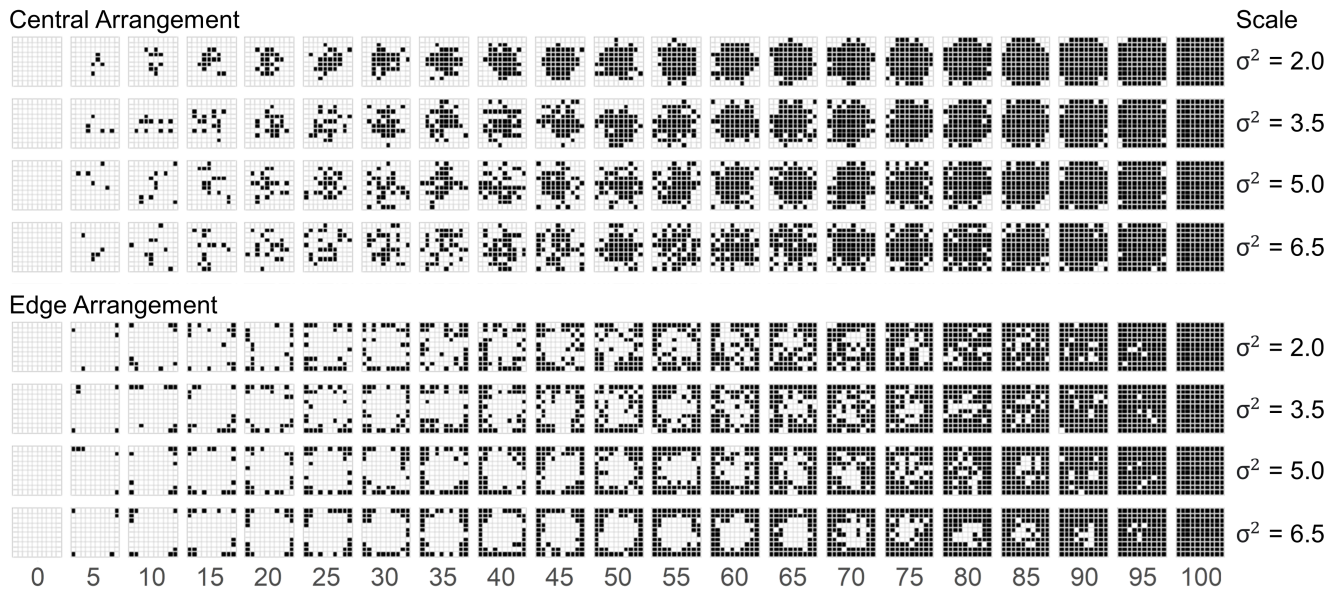 Central Arrangement Scale
σ² = 2.0
σ² = 3.5
σ² = 5.0
σ² = 6.5
Edge Arrangement
σ² = 2.0
σ² = 3.5
σ² = 5.0
σ² = 6.5
0 5 10 15 20 25 30 35 40 45 50 55 60 65 70 75 80 85 90 95 100